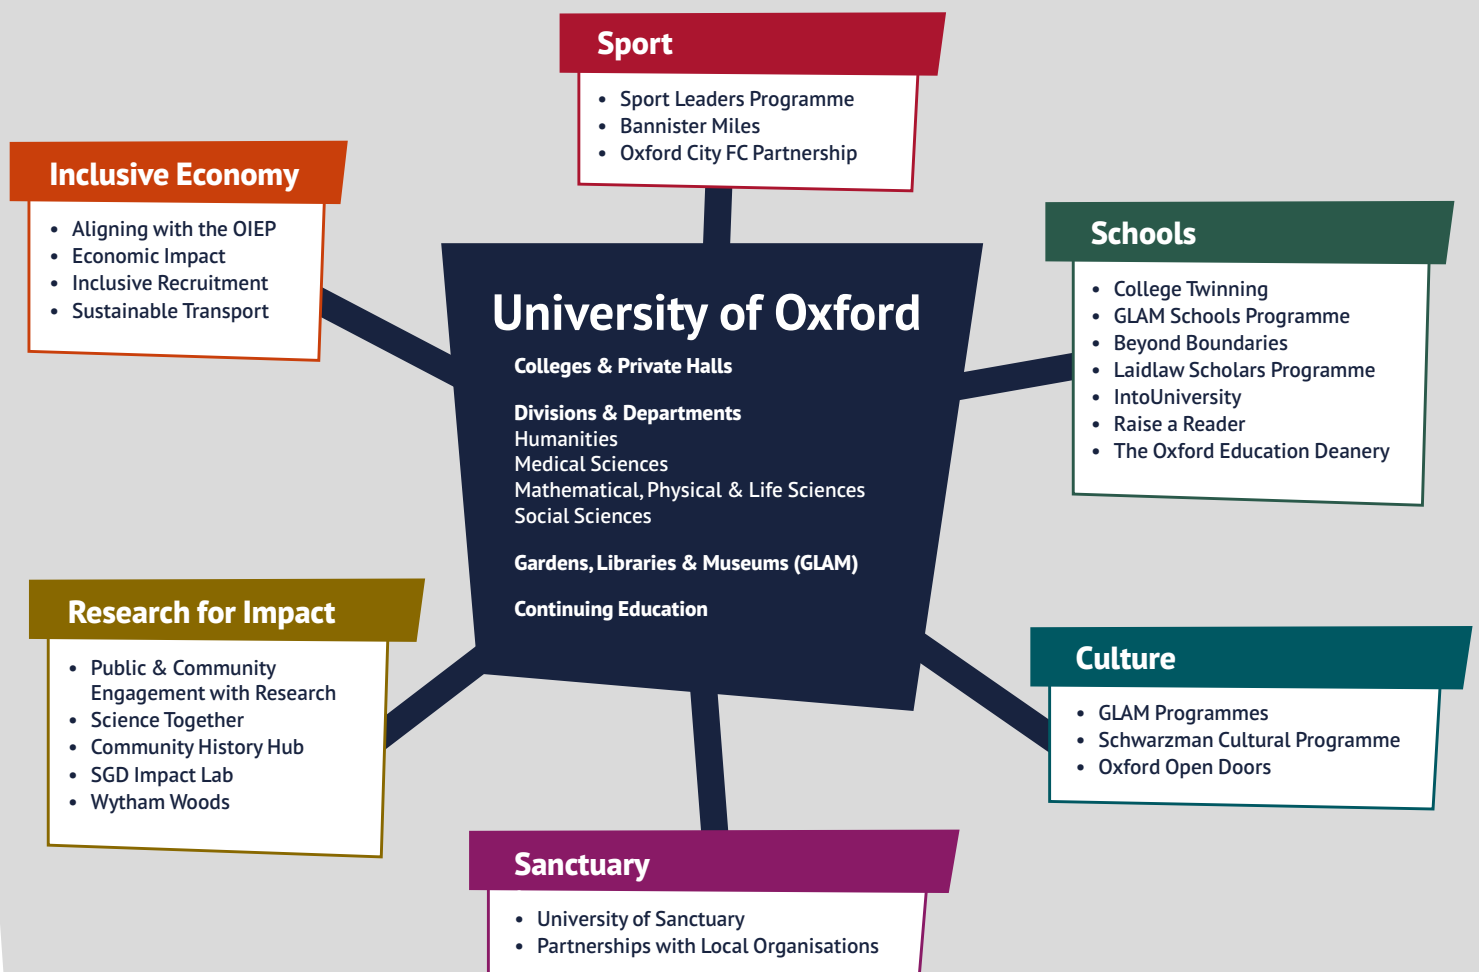 Sport
• Sport Leaders Programme
• Bannister Miles
• Oxford City FC Partnership
Inclusive Economy
• Aligning with the OIEP
• Economic Impact
• Inclusive Recruitment
• Sustainable Transport
Schools
• College Twinning
• GLAM Schools Programme
• Beyond Boundaries
• Laidlaw Scholars Programme
• IntoUniversity
• Raise a Reader
• The Oxford Education Deanery
University of Oxford
Colleges & Private Halls
Divisions & Departments
Humanities
Medical Sciences
Mathematical, Physical & Life Sciences
Social Sciences
Gardens, Libraries & Museums (GLAM)
Continuing Education
Research for Impact
• Public & Community
Engagement with Research
• Science Together
• Community History Hub
• SGD Impact Lab
• Wytham Woods
Culture
• GLAM Programmes
• Schwarzman Cultural Programme
• Oxford Open Doors
Sanctuary
• University of Sanctuary
• Partnerships with Local Organisations